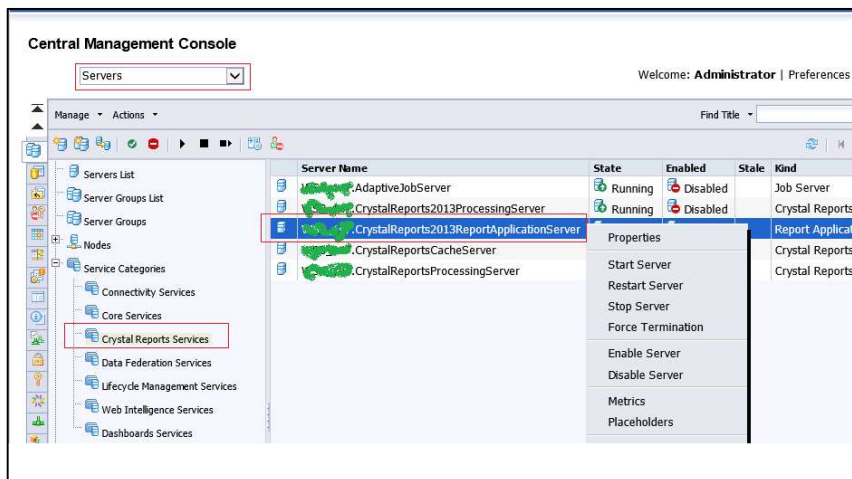 Central Management Console
Servers
Welcome: Administrator | Preferences
Manage Actions Find Title
Servers List
Server Groups List
Server Groups
Nodes
Service Categories
Connectivity Services
Core Services
Crystal Reports Services
Data Federation Services
Lifecycle Management Services
Web Intelligence Services
Dashboards Services
Server Name State Enabled Stale Kind
.AdaptiveJobServer Running Disabled Job Server
.CrystalReports2013ProcessingServer Running Disabled Crystal Reports
.CrystalReports2013ReportApplicationServer Report Applicat
.CrystalReportsCacheServer Crystal Reports
.CrystalReportsProcessingServer Crystal Reports
Properties
Start Server
Restart Server
Stop Server
Force Termination
Enable Server
Disable Server
Metrics
Placeholders